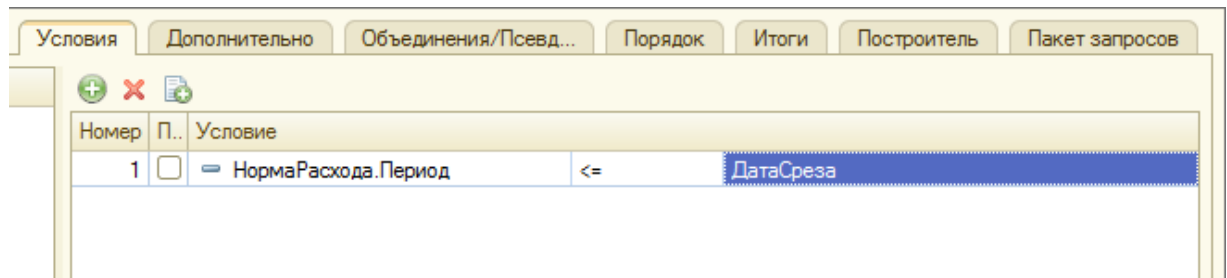 Условия Дополнительно Объединения/Псевд... Порядок Итоги Построитель Пакет запросов
Номер П.. Условие
1 НормаРасхода.Период <= ДатаСреза